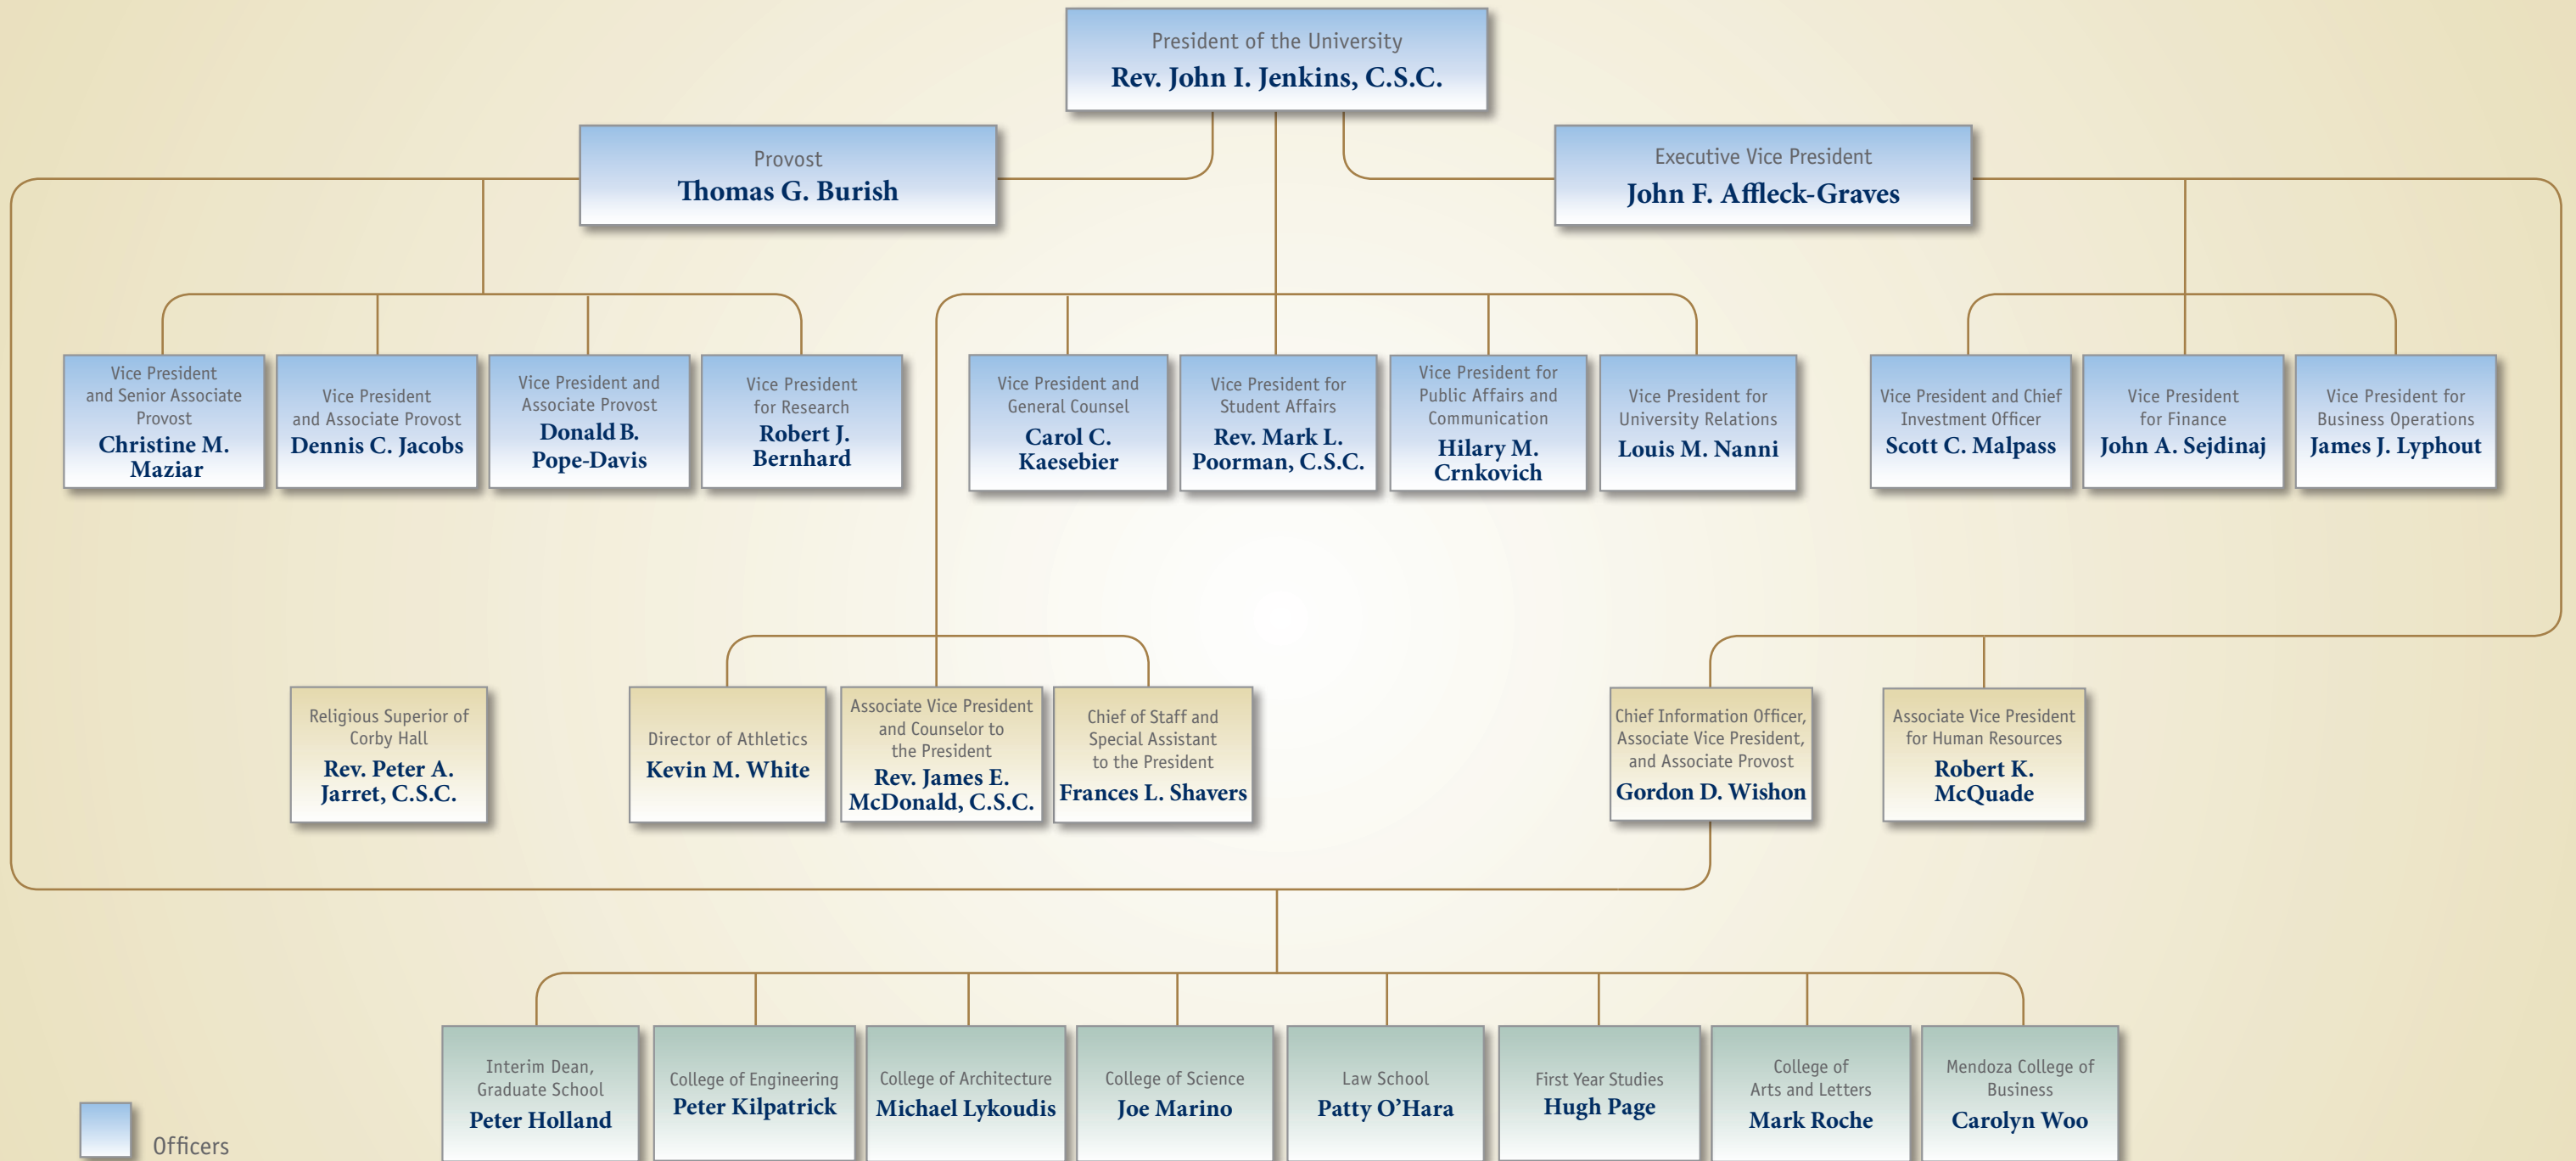 President of the University
Rev. John I. Jenkins, C.S.C.
Provost
Thomas G. Burish
Executive Vice President
John F. Affleck-Graves
Vice President
and Senior Associate
Provost
Christine M.
Maziar
Vice President
and Associate Provost
Dennis C. Jacobs
Vice President and
Associate Provost
Donald B.
Pope-Davis
Vice President
for Research
Robert J.
Bernhard
Vice President and
General Counsel
Carol C.
Kaesebier
Vice President for
Student Affairs
Rev. Mark L.
Poorman, C.S.C.
Vice President for
Public Affairs and
Communication
Hilary M.
Crnkovich
Vice President for
University Relations
Louis M. Nanni
Vice President and Chief
Investment Officer
Scott C. Malpass
Vice President
for Finance
John A. Sejdinaj
Vice President for
Business Operations
James J. Lyphout
Religious Superior of
Corby Hall
Rev. Peter A.
Jarret, C.S.C.
Director of Athletics
Kevin M. White
Associate Vice President
and Counselor to
the President
Rev. James E.
McDonald, C.S.C.
Chief of Staff and
Special Assistant
to the President
Frances L. Shavers
Chief Information Officer,
Associate Vice President,
and Associate Provost
Gordon D. Wishon
Associate Vice President
for Human Resources
Robert K.
McQuade
Interim Dean,
Graduate School
Peter Holland
College of Engineering
Peter Kilpatrick
College of Architecture
Michael Lykoudis
College of Science
Joe Marino
Law School
Patty O’Hara
First Year Studies
Hugh Page
College of
Arts and Letters
Mark Roche
Mendoza College of
Business
Carolyn Woo
Officers